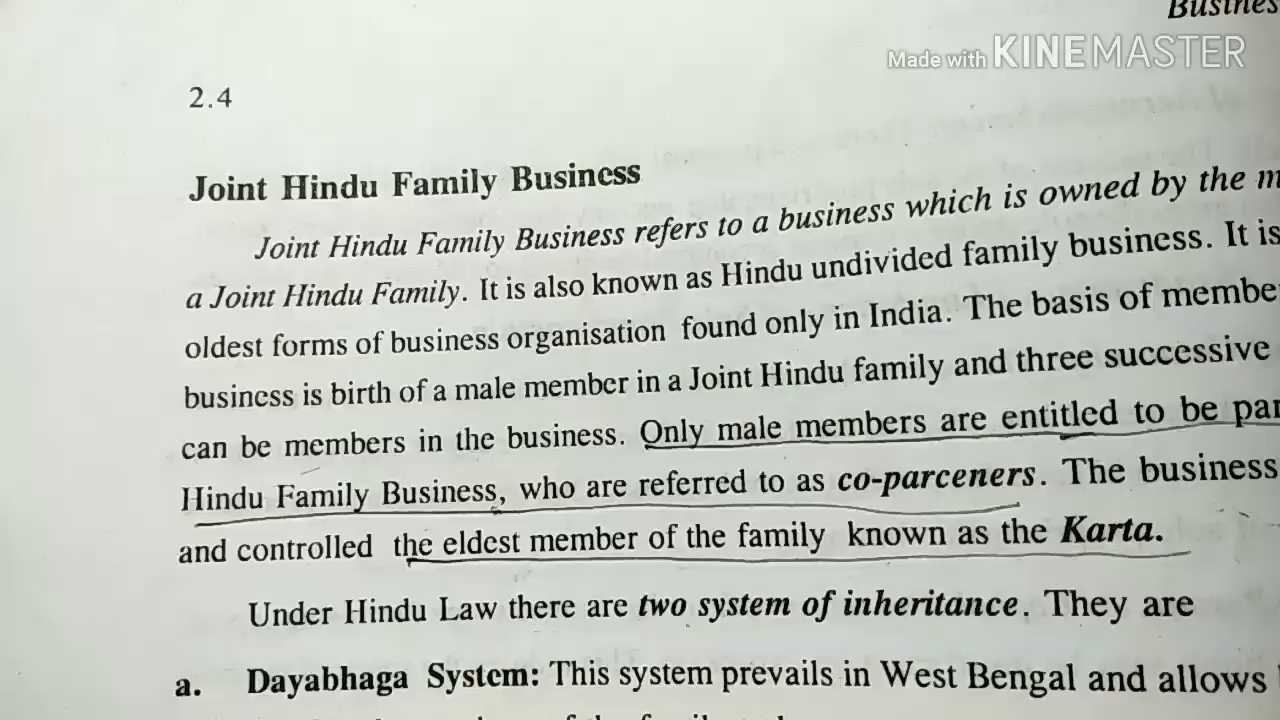 Busines
Made with KINEMASTER
2.4
Joint Hindu Family Business
Joint Hindu Family Business refers to a business which is owned by the m
a Joint Hindu Family. It is also known as Hindu undivided family business. It is
oldest forms of business organisation found only in India. The basis of membe
business is birth of a male member in a Joint Hindu family and three successive
can be members in the business. Only male members are entitled to be par
Hindu Family Business, who are referred to as co-parceners. The business
and controlled the eldest member of the family known as the Karta.
Under Hindu Law there are two system of inheritance. They are
a. Dayabhaga System: This system prevails in West Bengal and allows